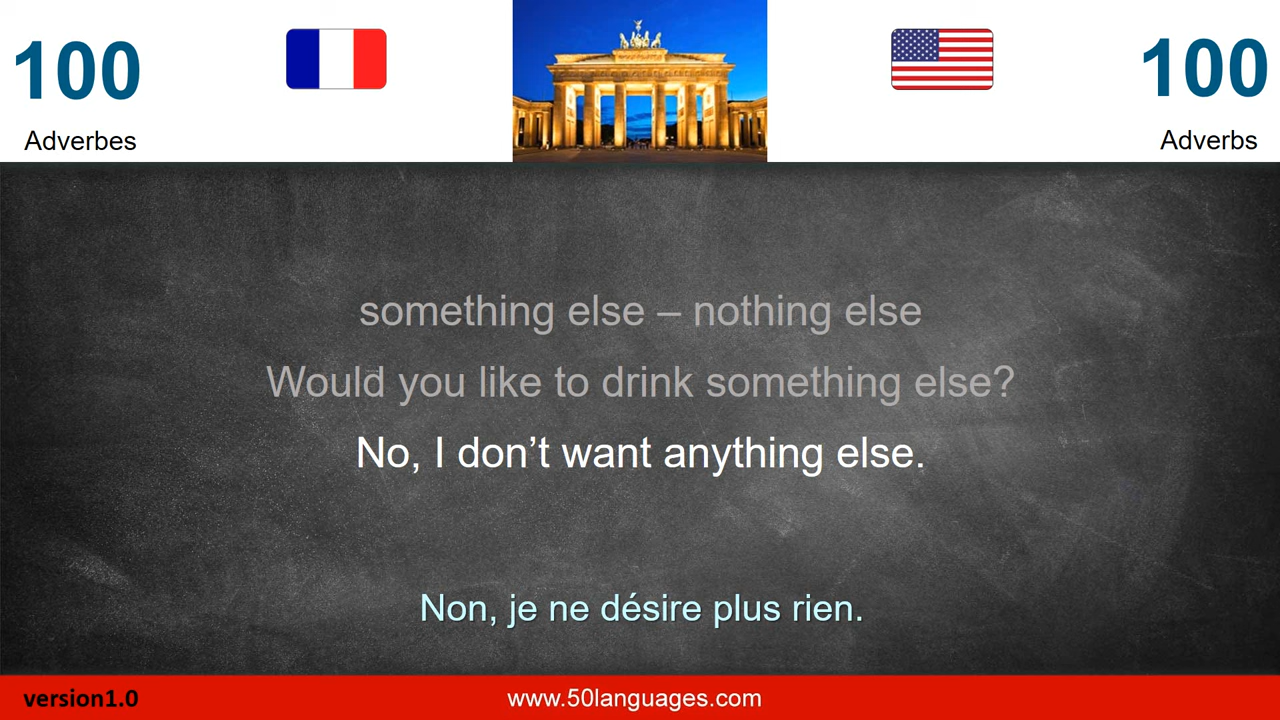 100
Adverbes
100
Adverbs
something else – nothing else
Would you like to drink something else?
No, I don’t want anything else.
Non, je ne désire plus rien.
version1.0
www.50languages.com